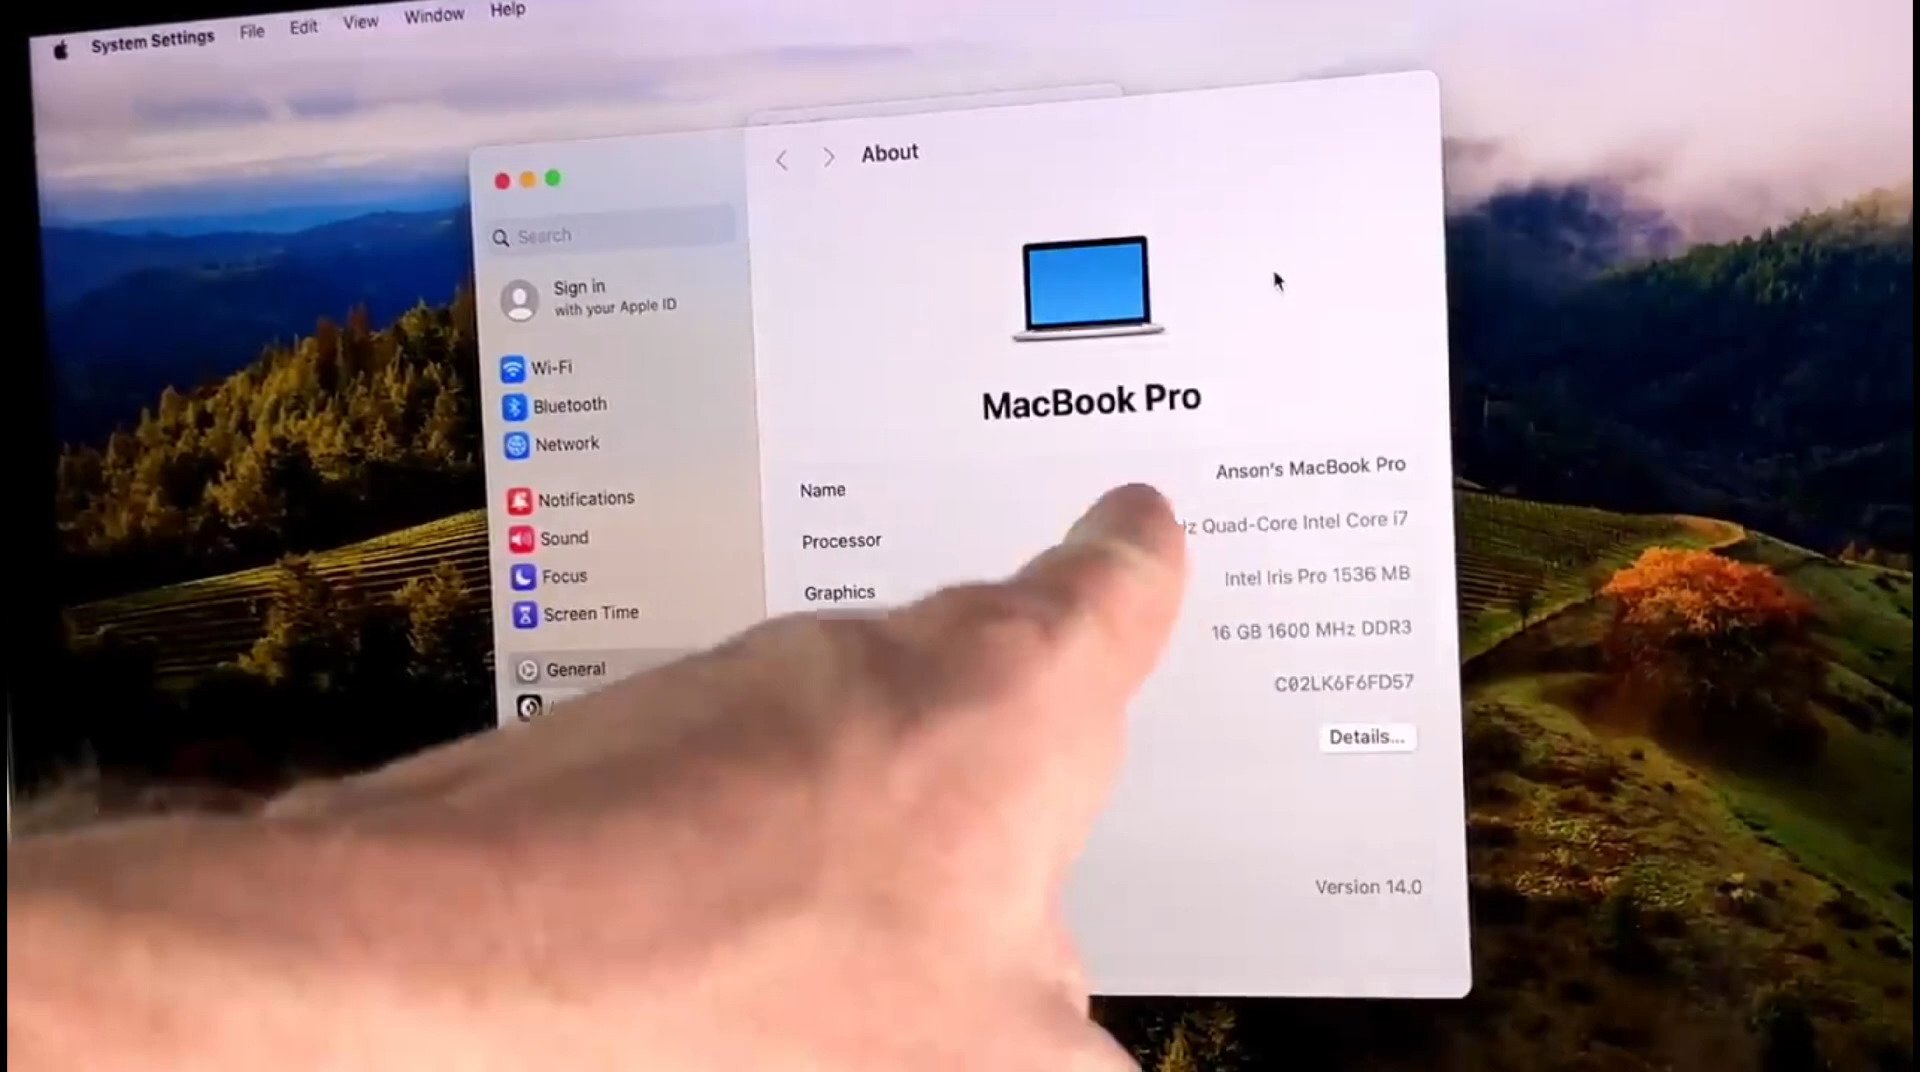 System Settings File Edit View Window Help
About
Search
Sign in
with your Apple ID
Wi-Fi
Bluetooth
Network
Notifications
Sound
Focus
Screen Time
General
MacBook Pro
Name Anson's MacBook Pro
Processor Quad-Core Intel Core i7
Graphics Intel Iris Pro 1536 MB
16 GB 1600 MHz DDR3
C02LK6F6FD57
Details...
Version 14.0